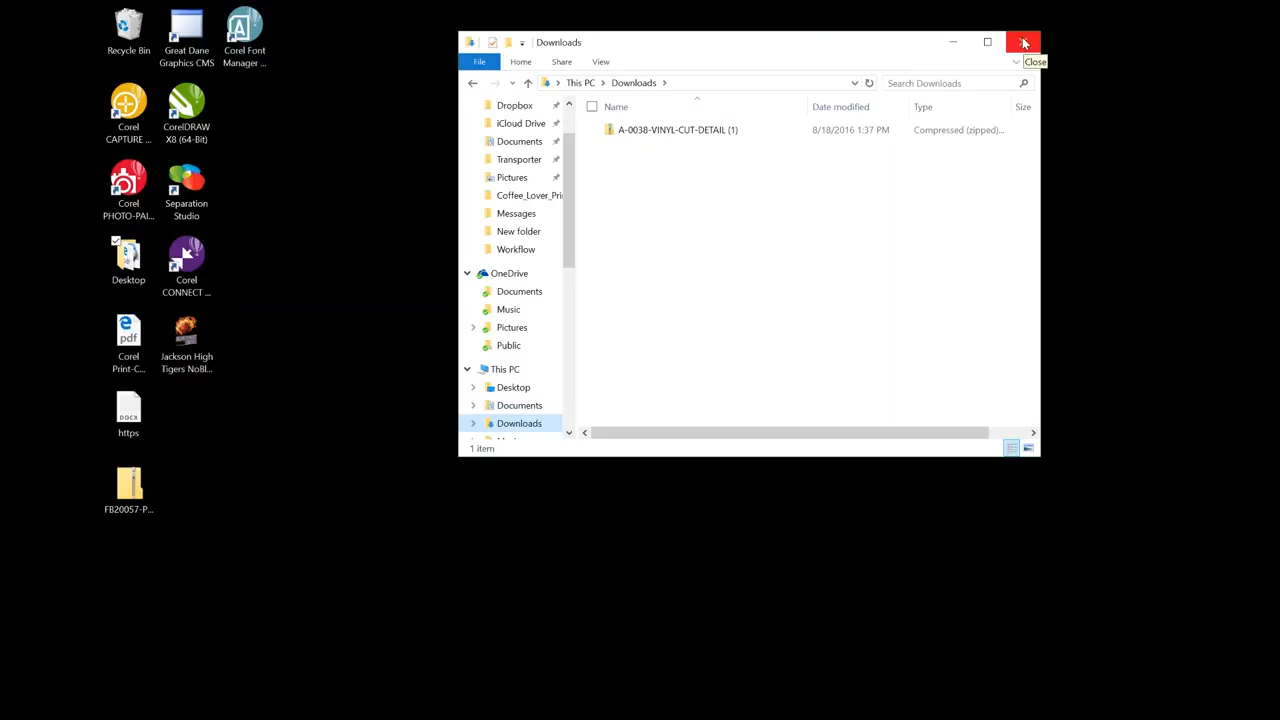 Recycle Bin
Great Dane
Graphics CMS
Corel Font
Manager ...
Corel
CAPTURE ...
CorelDRAW
X8 (64-Bit)
Corel
PHOTO-PAI...
Separation
Studio
Desktop
Corel
CONNECT ...
pdf
Corel
Print-C...
Jackson High
Tigers NoBl...
DOCX
https
FB20057-P...
Downloads
Close
File
Home
Share
View
This PC
Downloads
Search Downloads
Dropbox
iCloud Drive
Documents
Transporter
Pictures
Coffee_Lover_Pri
Messages
New folder
Workflow
OneDrive
Documents
Music
Pictures
Public
This PC
Desktop
Documents
Downloads
Name
Date modified
Type
Size
A-0038-VINYL-CUT-DETAIL (1)
8/18/2016 1:37 PM
Compressed (zipped)...
1 item